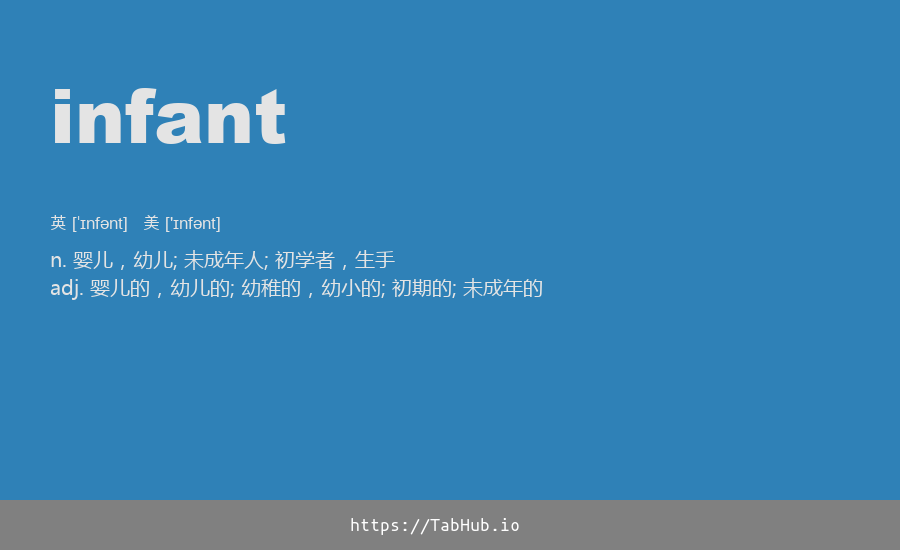 infant
英 [ˈɪnfənt] 美 ['ɪnfənt]
n. 婴儿，幼儿; 未成年人; 初学者，生手
adj. 婴儿的，幼儿的; 幼稚的，幼小的; 初期的; 未成年的
https://TabHub.io